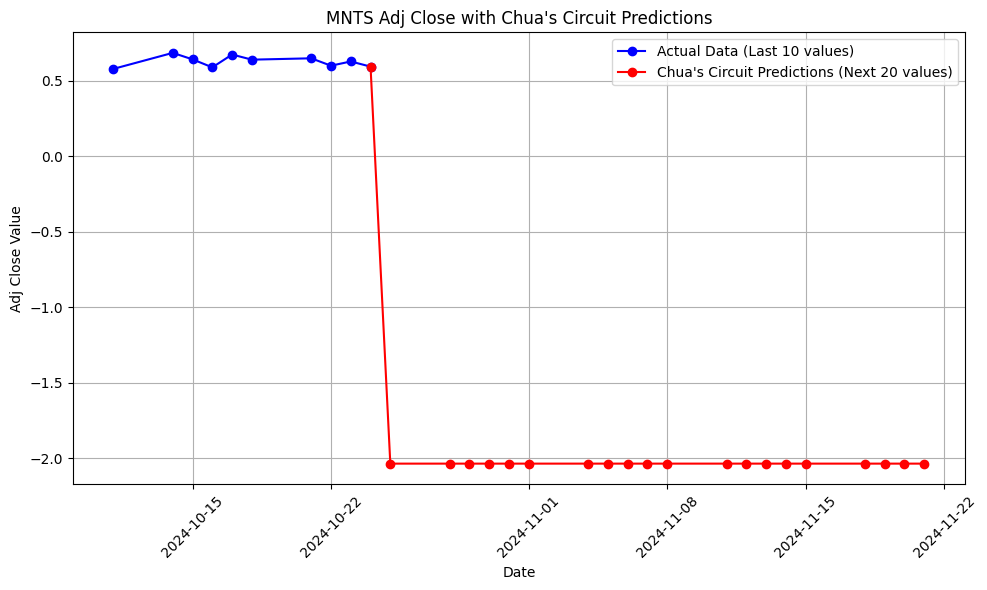 MNTS Adj Close with Chua's Circuit Predictions
Actual Data (Last 10 values)
Chua's Circuit Predictions (Next 20 values)
Adj Close Value
0.5
0.0
−0.5
−1.0
−1.5
−2.0
2024-10-15
2024-10-22
2024-11-01
2024-11-08
2024-11-15
2024-11-22
Date